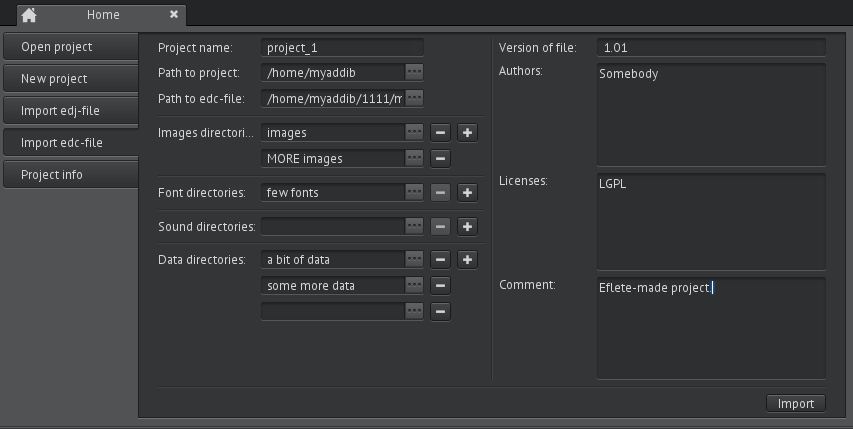 Home
Open project
New project
Import edj-file
Import edc-file
Project info
Project name: project_1
Path to project: /home/myaddib
Path to edc-file: /home/myaddib/1111/m
Images directori... images
MORE images
Font directories: few fonts
Sound directories:
Data directories: a bit of data
some more data
Version of file: 1.01
Authors: Somebody
Licenses: LGPL
Comment: Eflete-made project.
Import